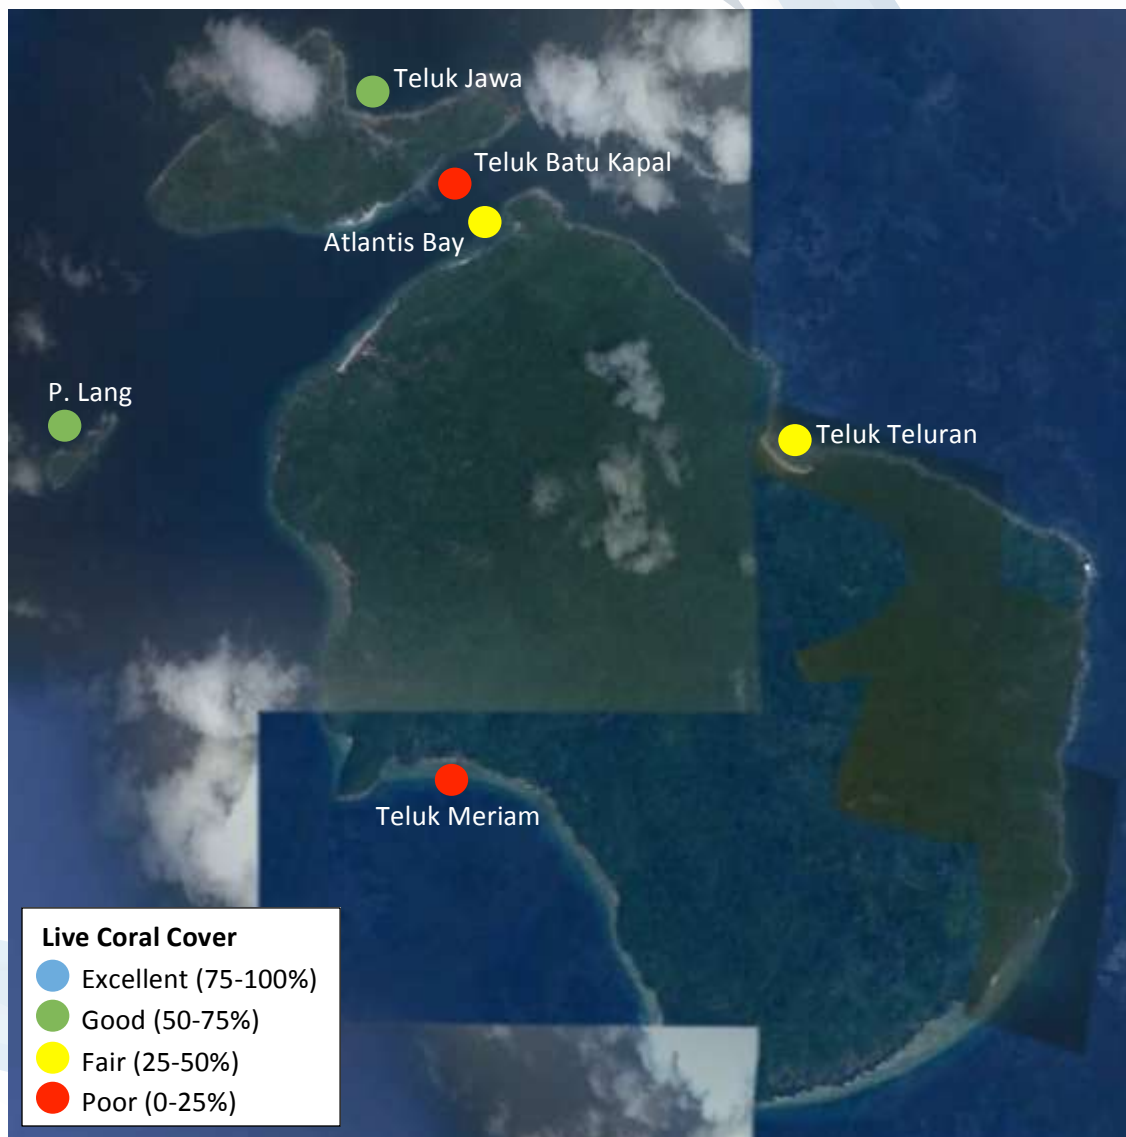 Teluk Jawa
Teluk Batu Kapal
Atlantis Bay
P. Lang
Teluk Teluran
Teluk Meriam
Live Coral Cover
Excellent (75-100%)
Good (50-75%)
Fair (25-50%)
Poor (0-25%)